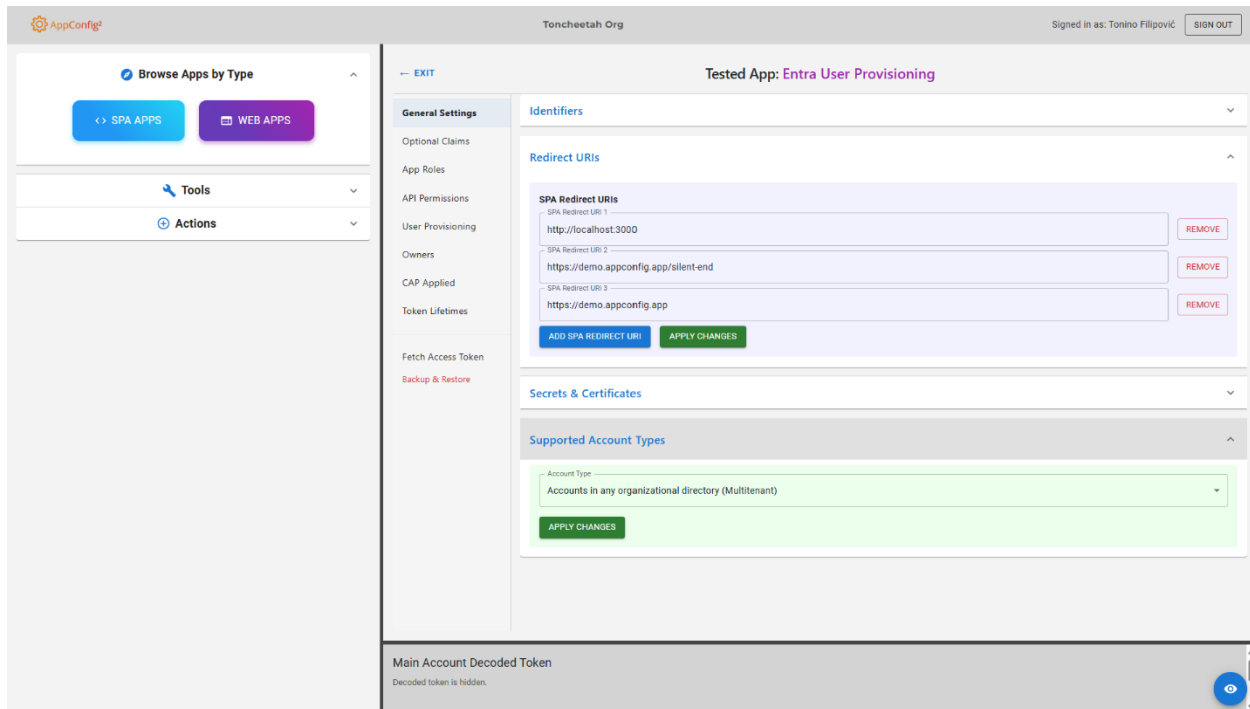 AppConfig²
Toncheetah Org
Signed in as: Tonino Filipović
SIGN OUT
Browse Apps by Type
<> SPA APPS
WEB APPS
Tools
Actions
← EXIT
Tested App: Entra User Provisioning
General Settings
Optional Claims
App Roles
API Permissions
User Provisioning
Owners
CAP Applied
Token Lifetimes
Fetch Access Token
Backup & Restore
Identifiers
Redirect URIs
SPA Redirect URIs
SPA Redirect URI 1
http://localhost:3000
REMOVE
SPA Redirect URI 2
https://demo.appconfig.app/silent-end
REMOVE
SPA Redirect URI 3
https://demo.appconfig.app
REMOVE
ADD SPA REDIRECT URI
APPLY CHANGES
Secrets & Certificates
Supported Account Types
Account Type
Accounts in any organizational directory (Multitenant)
APPLY CHANGES
Main Account Decoded Token
Decoded token is hidden.